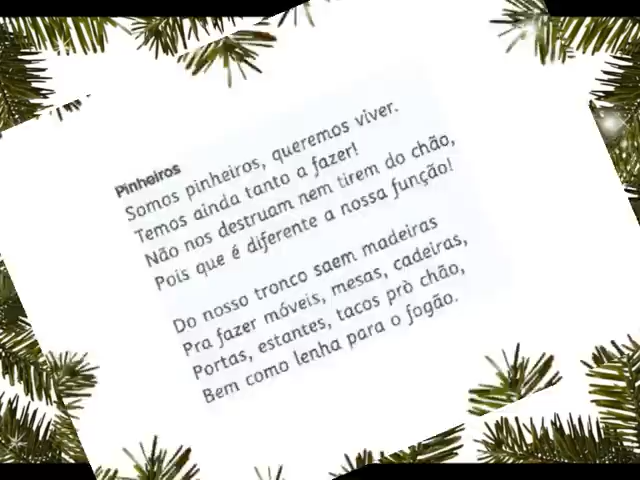 Pinheiros
Somos pinheiros, queremos viver.
Temos ainda tanto a fazer!
Não nos destruam nem tirem do chão,
Pois que é diferente a nossa função!
Do nosso tronco saem madeiras
Pra fazer móveis, mesas, cadeiras,
Portas, estantes, tacos prò chão,
Bem como lenha para o fogão.